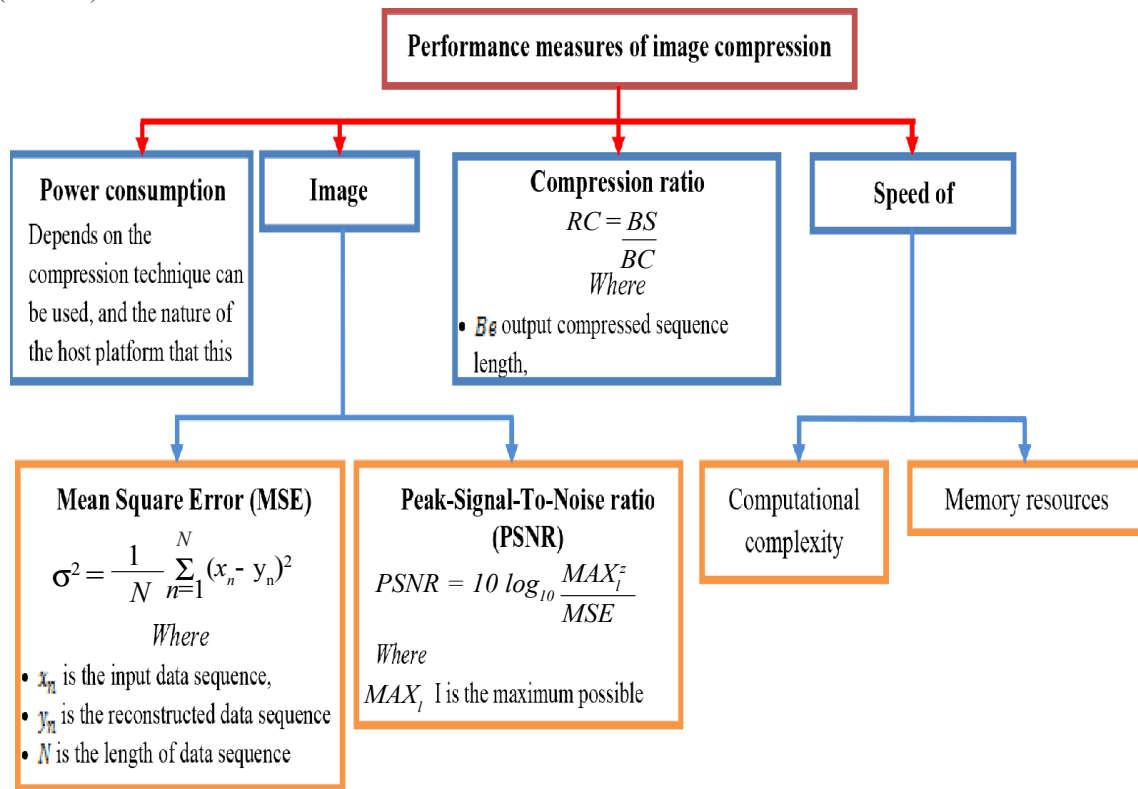 Performance measures of image compression
Power consumption
Depends on the
compression technique can
be used, and the nature of
the host platform that this
Image
Compression ratio
RC = BS
BC
Where
• Bc output compressed sequence
length,
Speed of
Mean Square Error (MSE)
σ² = 1/N Σ_{n=1}^{N} (xₙ - yₙ)²
Where
• xₙ is the input data sequence,
• yₙ is the reconstructed data sequence
• N is the length of data sequence
Peak-Signal-To-Noise ratio
(PSNR)
PSNR = 10 log₁₀ MAX_l^z / MSE
Where
MAX_l I is the maximum possible
Computational
complexity
Memory resources